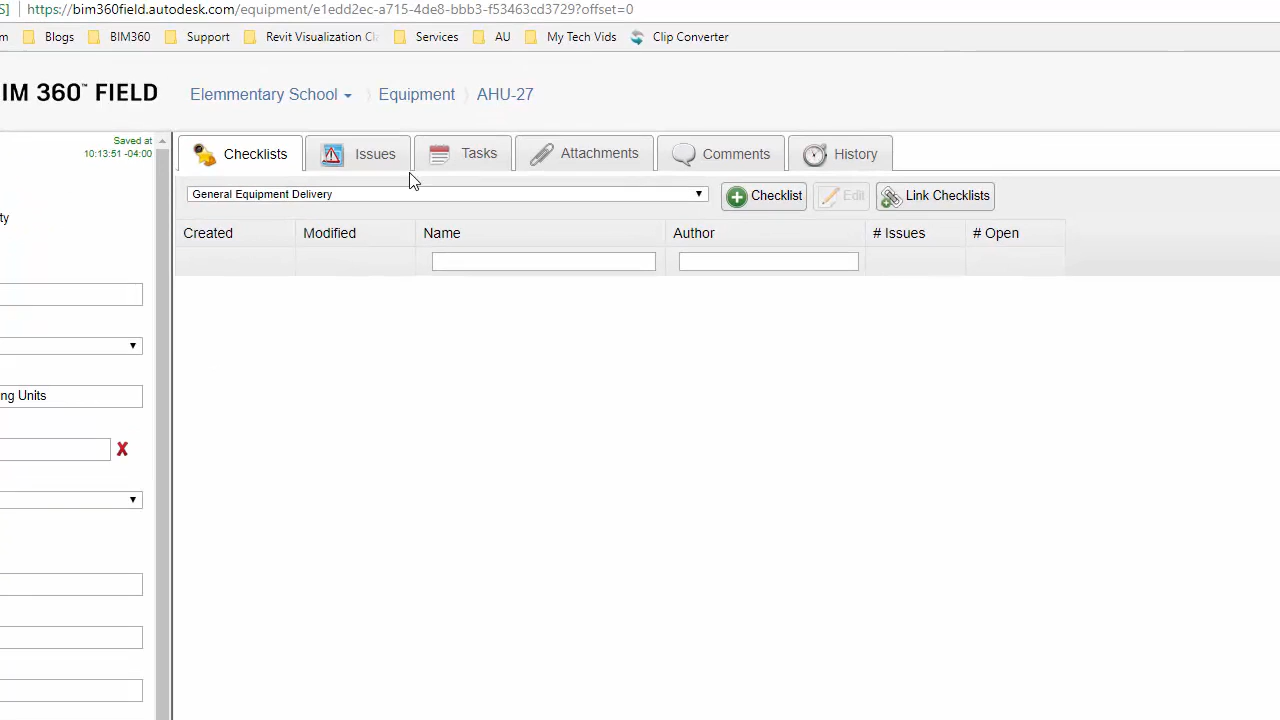 S] https://bim360field.autodesk.com/equipment/e1edd2ec-a715-4de8-bbb3-f53463cd3729?offset=0
m Blogs BIM360 Support Revit Visualization Cl Services AU My Tech Vids Clip Converter
IM 360™ FIELD Elemmentary School Equipment AHU-27
Saved at
10:13:51 -04:00
Checklists Issues Tasks Attachments Comments History
General Equipment Delivery Checklist Edit Link Checklists
ty
Created Modified Name Author # Issues # Open
ng Units